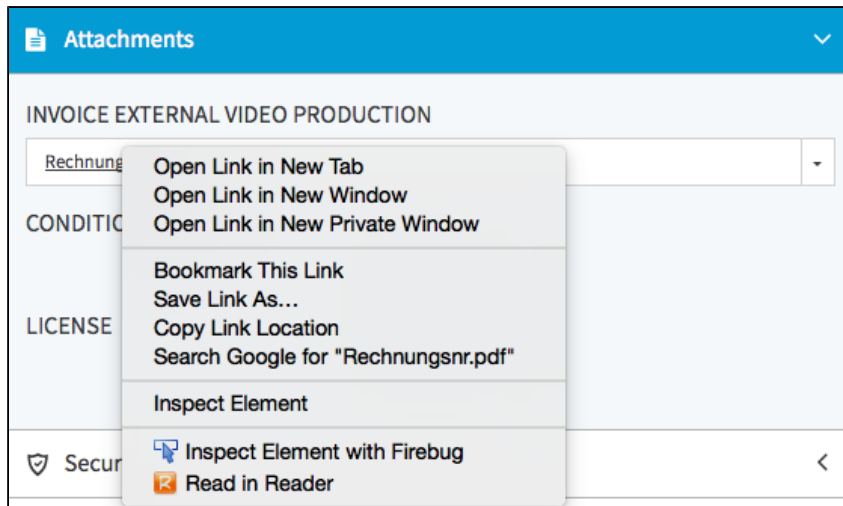 Attachments
INVOICE EXTERNAL VIDEO PRODUCTION
Rechnung
Open Link in New Tab
Open Link in New Window
Open Link in New Private Window
CONDITIO
Bookmark This Link
Save Link As...
LICENSE
Copy Link Location
Search Google for "Rechnungsnr.pdf"
Inspect Element
Inspect Element with Firebug
Secur
Read in Reader